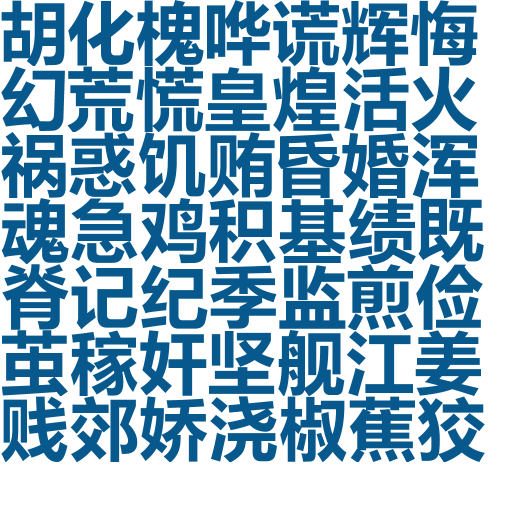 胡化槐哗谎辉悔
幻荒慌皇煌活火
祸惑饥贿昏婚浑
魂急鸡积基绩既
脊记纪季监煎俭
茧稼奸坚舰江姜
贱郊娇浇椒蕉狡